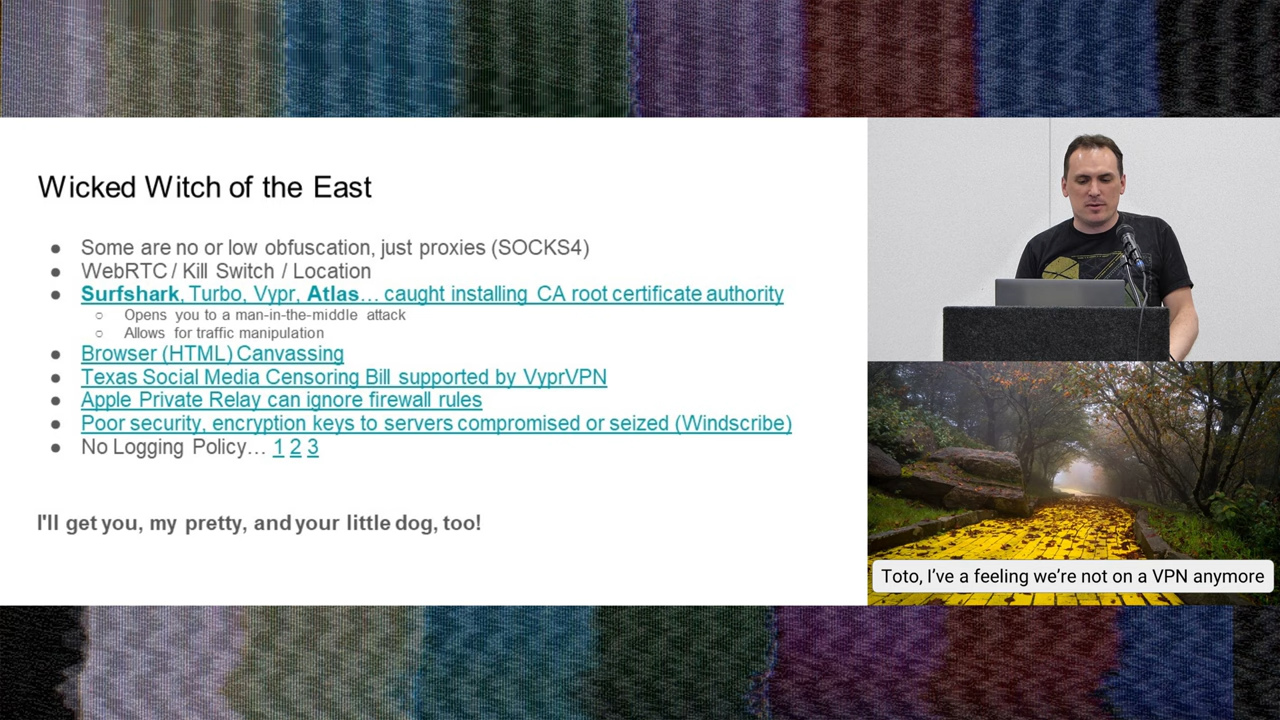 Wicked Witch of the East
● Some are no or low obfuscation, just proxies (SOCKS4)
● WebRTC / Kill Switch / Location
● Surfshark, Turbo, Vypr, Atlas… caught installing CA root certificate authority
○ Opens you to a man-in-the-middle attack
○ Allows for traffic manipulation
● Browser (HTML) Canvassing
● Texas Social Media Censoring Bill supported by VyprVPN
● Apple Private Relay can ignore firewall rules
● Poor security, encryption keys to servers compromised or seized (Windscribe)
● No Logging Policy… 1 2 3
I'll get you, my pretty, and your little dog, too!
Toto, I’ve a feeling we’re not on a VPN anymore